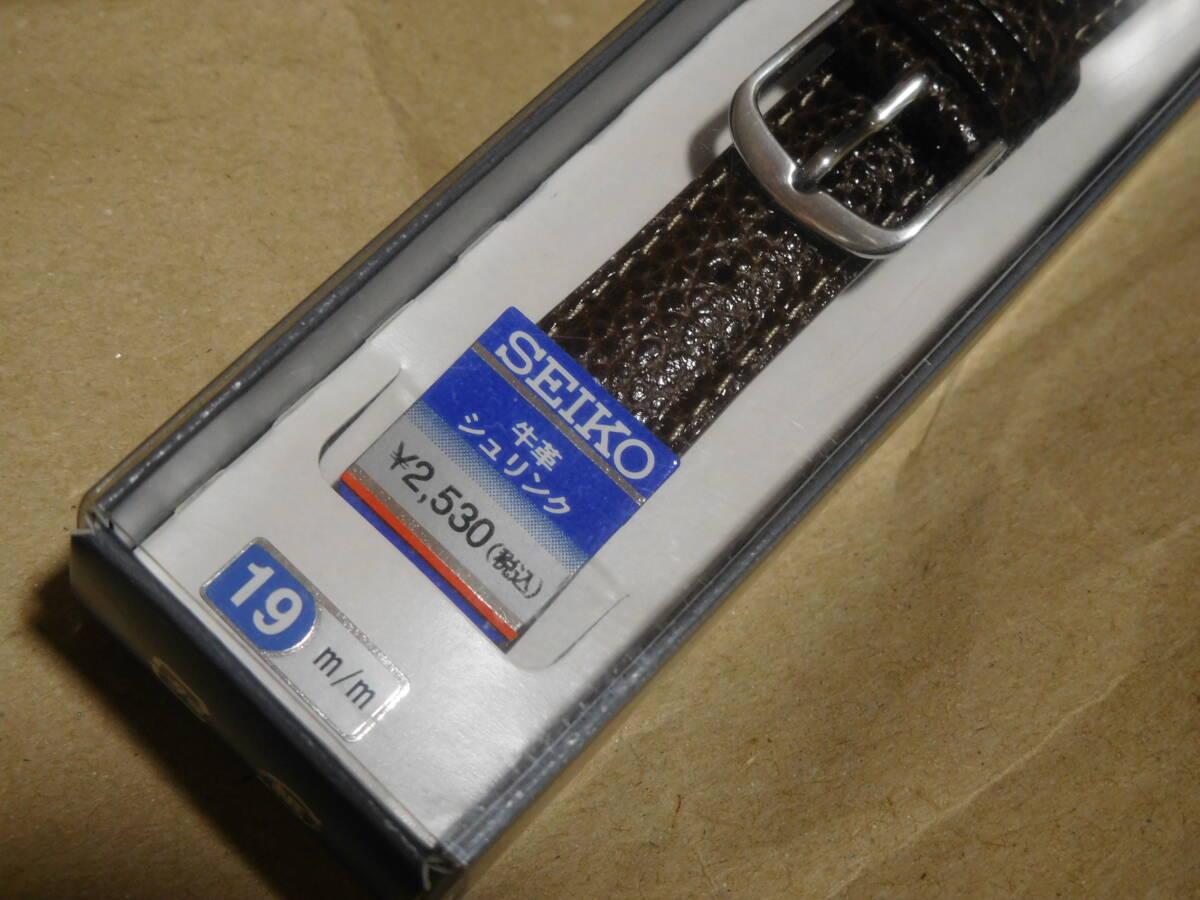 SEIKO
牛革
シュリンク
¥2,530(税込)
19 m/m